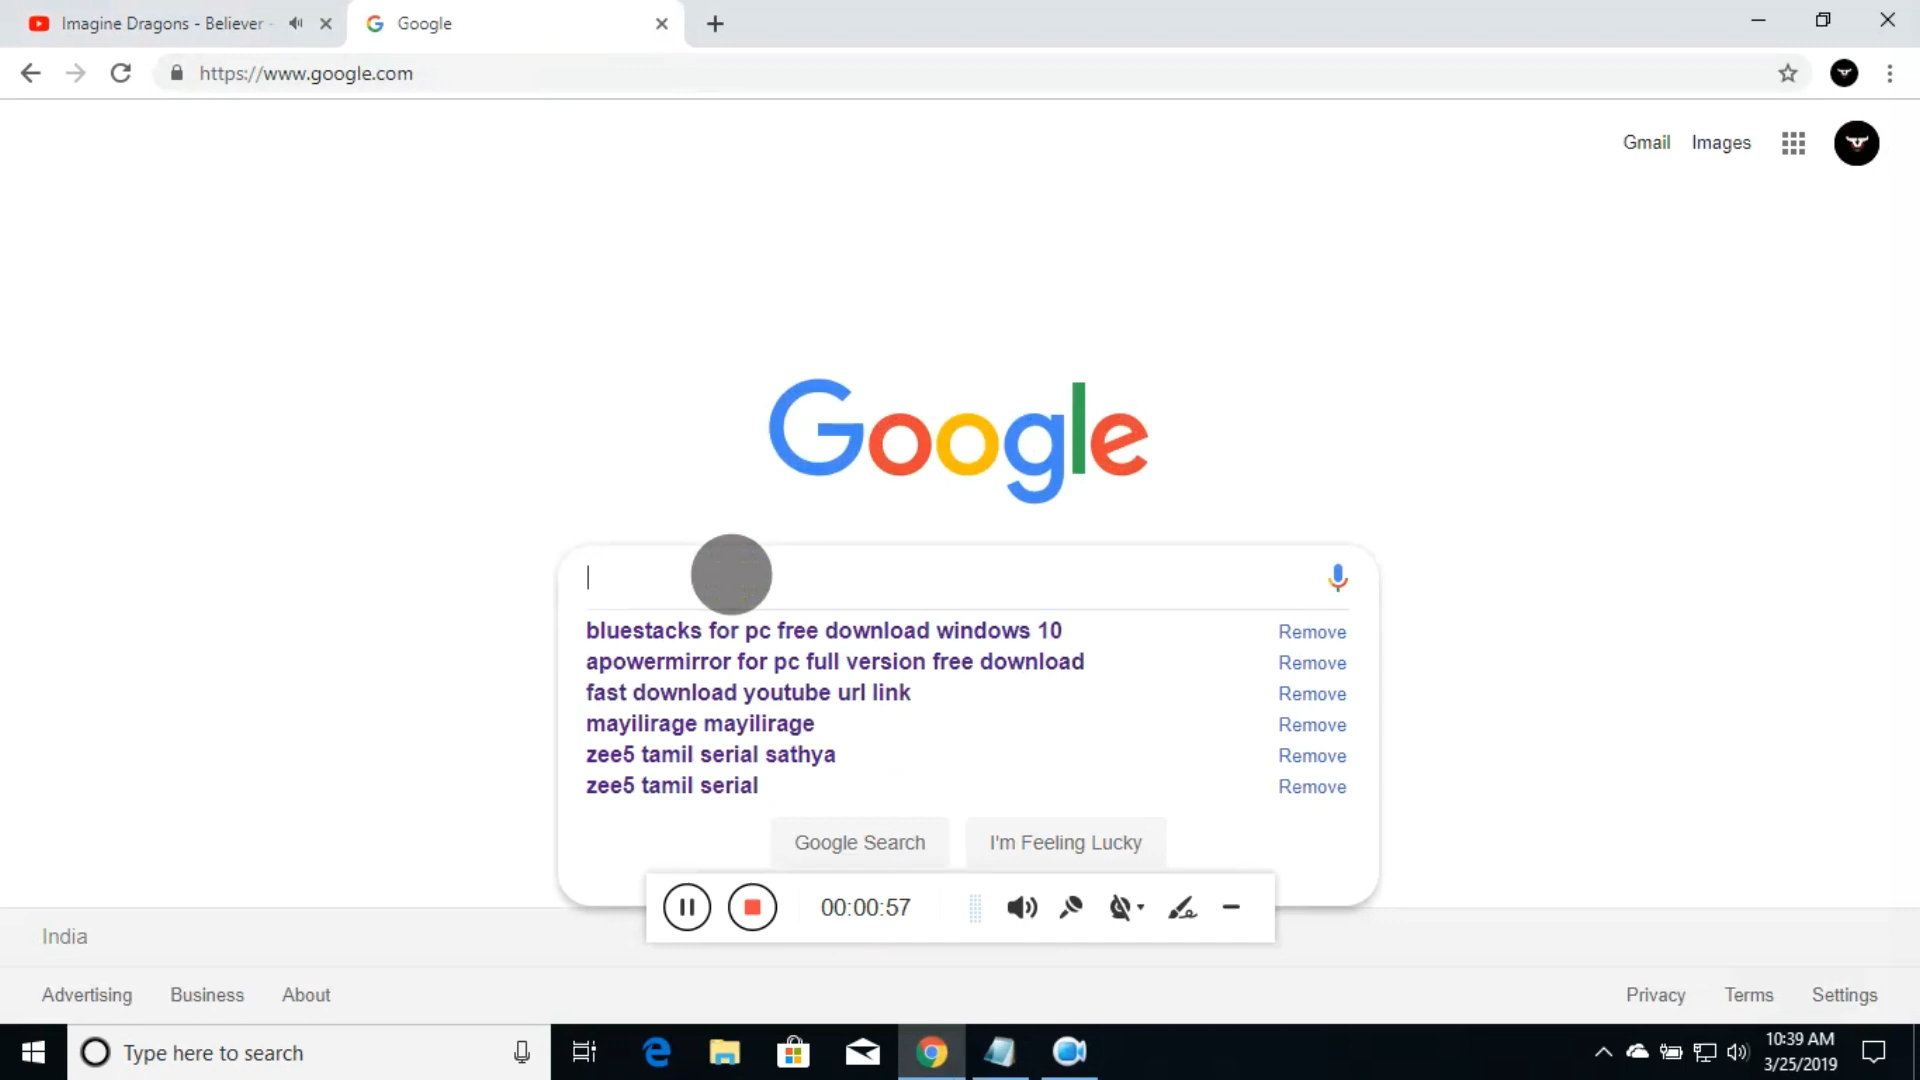 Imagine Dragons - Believer -
Google
https://www.google.com
Gmail Images
Google
bluestacks for pc free download windows 10 Remove
apowermirror for pc full version free download Remove
fast download youtube url link Remove
mayilirage mayilirage Remove
zee5 tamil serial sathya Remove
zee5 tamil serial Remove
Google Search I'm Feeling Lucky
00:00:57
India
Advertising Business About Privacy Terms Settings
Type here to search
10:39 AM
3/25/2019